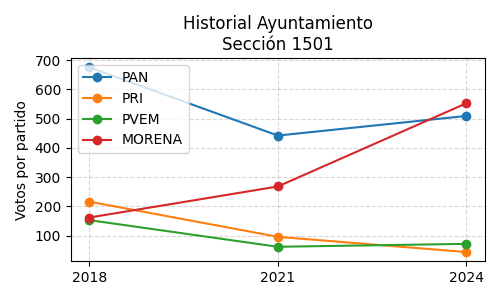 Historial Ayuntamiento
Sección 1501
Votos por partido
700
600
500
400
300
200
100
PAN
PRI
PVEM
MORENA
2018
2021
2024